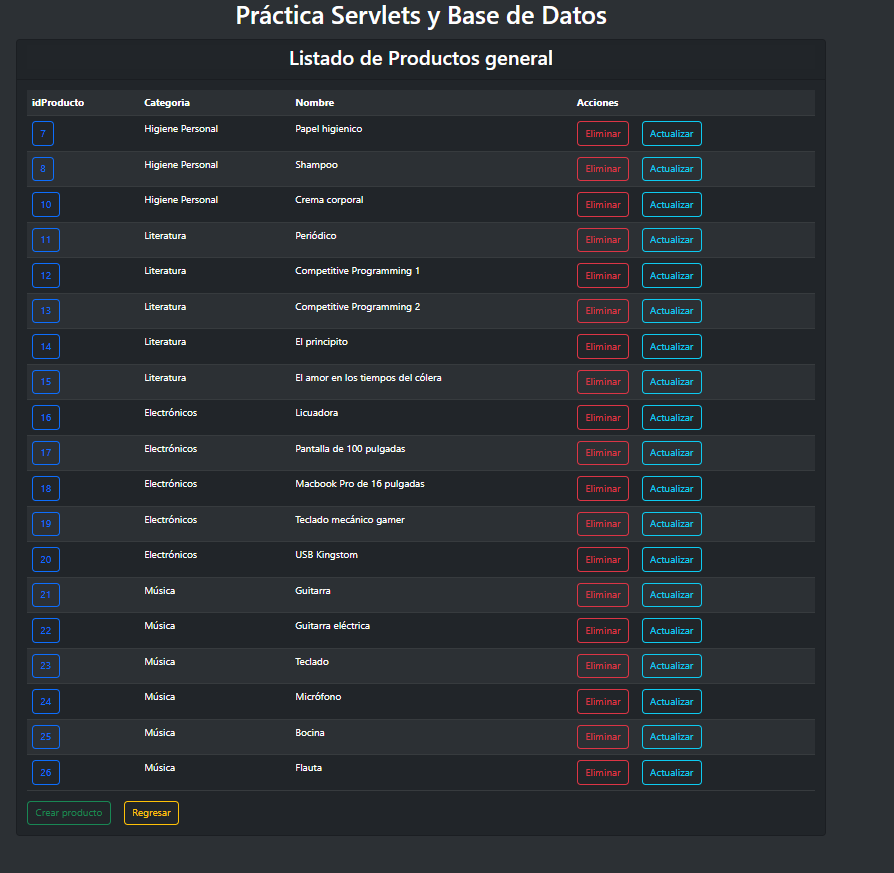 Práctica Servlets y Base de Datos
Listado de Productos general
idProducto Categoria Nombre Acciones
7 Higiene Personal Papel higienico Eliminar Actualizar
8 Higiene Personal Shampoo Eliminar Actualizar
10 Higiene Personal Crema corporal Eliminar Actualizar
11 Literatura Periódico Eliminar Actualizar
12 Literatura Competitive Programming 1 Eliminar Actualizar
13 Literatura Competitive Programming 2 Eliminar Actualizar
14 Literatura El principito Eliminar Actualizar
15 Literatura El amor en los tiempos del cólera Eliminar Actualizar
16 Electrónicos Licuadora Eliminar Actualizar
17 Electrónicos Pantalla de 100 pulgadas Eliminar Actualizar
18 Electrónicos Macbook Pro de 16 pulgadas Eliminar Actualizar
19 Electrónicos Teclado mecánico gamer Eliminar Actualizar
20 Electrónicos USB Kingstom Eliminar Actualizar
21 Música Guitarra Eliminar Actualizar
22 Música Guitarra eléctrica Eliminar Actualizar
23 Música Teclado Eliminar Actualizar
24 Música Micrófono Eliminar Actualizar
25 Música Bocina Eliminar Actualizar
26 Música Flauta Eliminar Actualizar
Crear producto Regresar